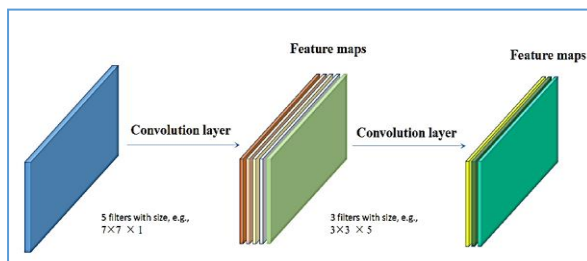 Feature maps
Feature maps
Convolution layer
Convolution layer
5 filters with size, e.g.,
7×7 × 1
3 filters with size, e.g.,
3×3 × 5